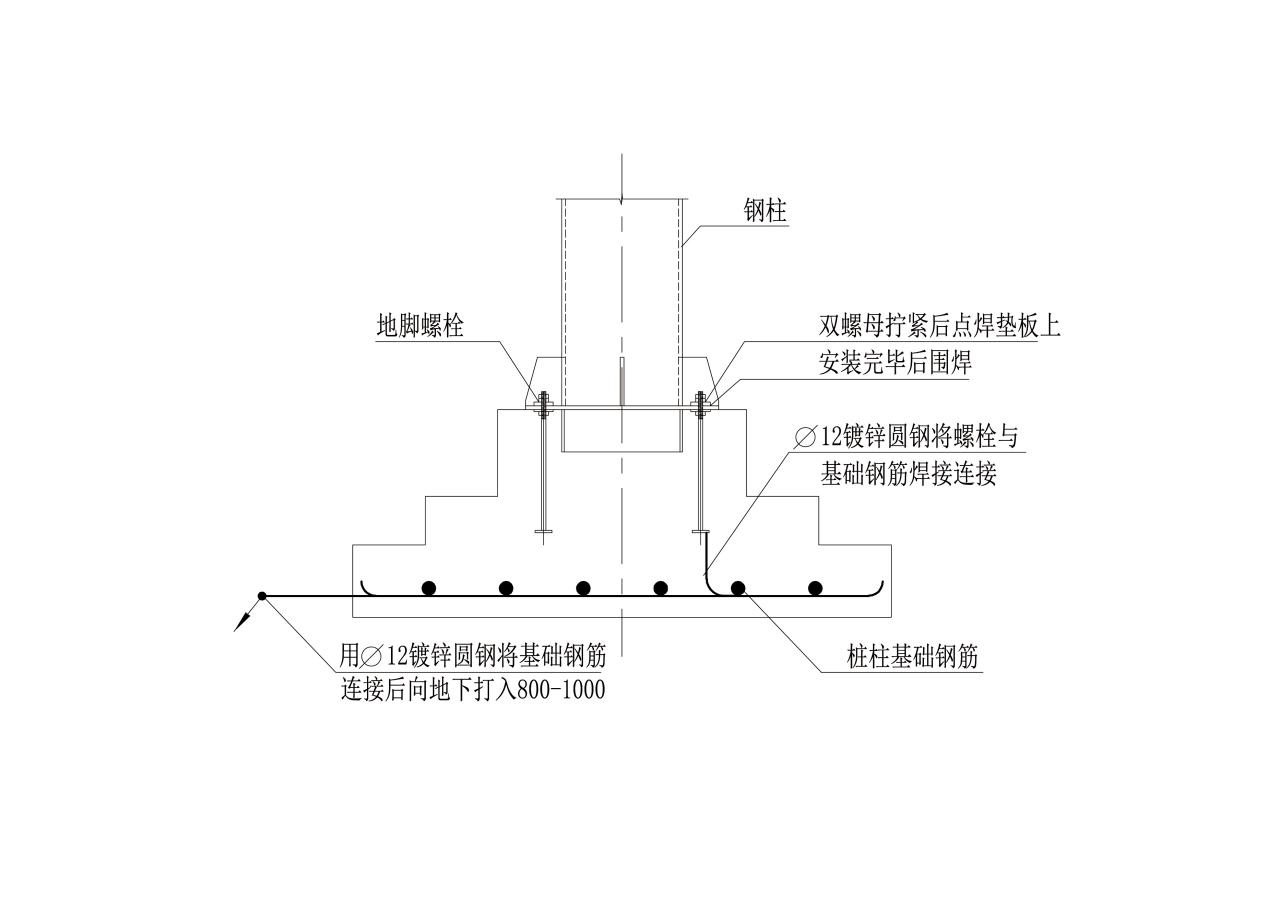 钢柱
地脚螺栓
双螺母拧紧后点焊垫板上
安装完毕后围焊
∅12镀锌圆钢将螺栓与
基础钢筋焊接连接
用∅12镀锌圆钢将基础钢筋
连接后向地下打入800-1000
桩柱基础钢筋